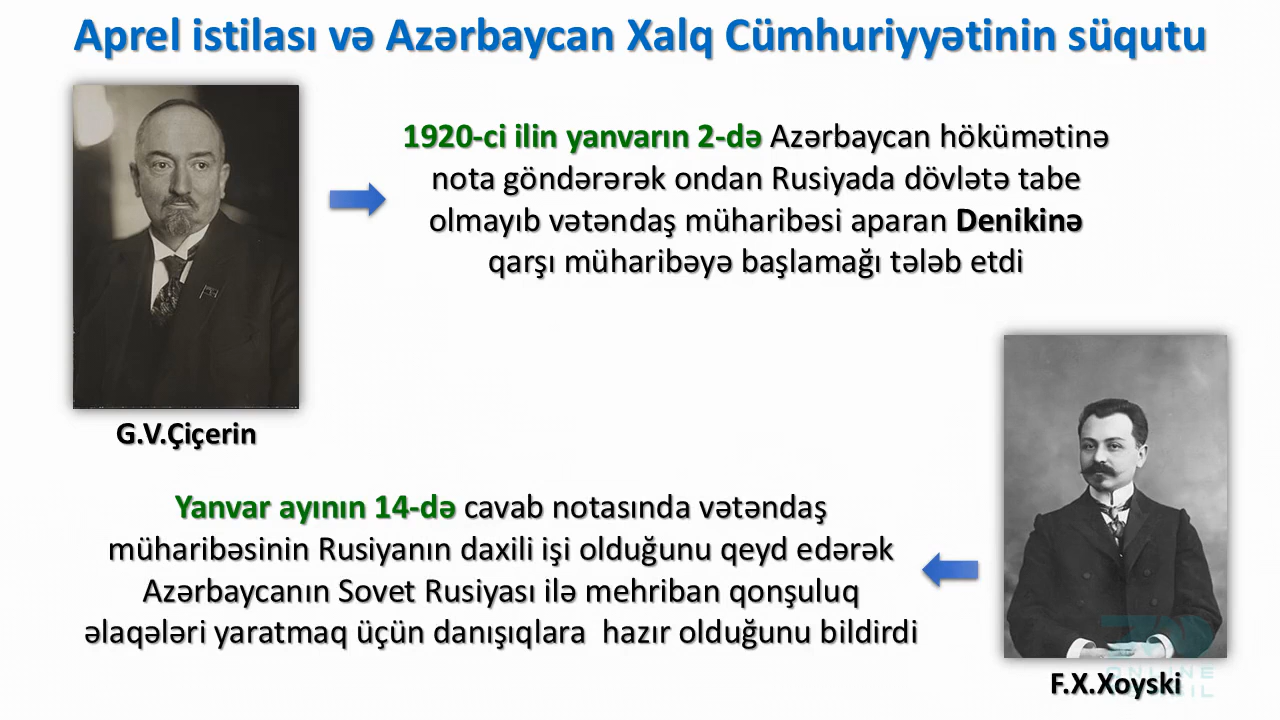 Aprel istilası və Azərbaycan Xalq Cümhuriyyətinin süqutu
1920-ci ilin yanvarın 2-də Azərbaycan hökümətinə
nota göndərərək ondan Rusiyada dövlətə tabe
olmayıb vətəndaş müharibəsi aparan Denikinə
qarşı müharibəyə başlamağı tələb etdi
G.V.Çiçerin
Yanvar ayının 14-də cavab notasında vətəndaş
müharibəsinin Rusiyanın daxili işi olduğunu qeyd edərək
Azərbaycanın Sovet Rusiyası ilə mehriban qonşuluq
əlaqələri yaratmaq üçün danışıqlara  hazır olduğunu bildirdi
F.X.Xoyski
ONLINE